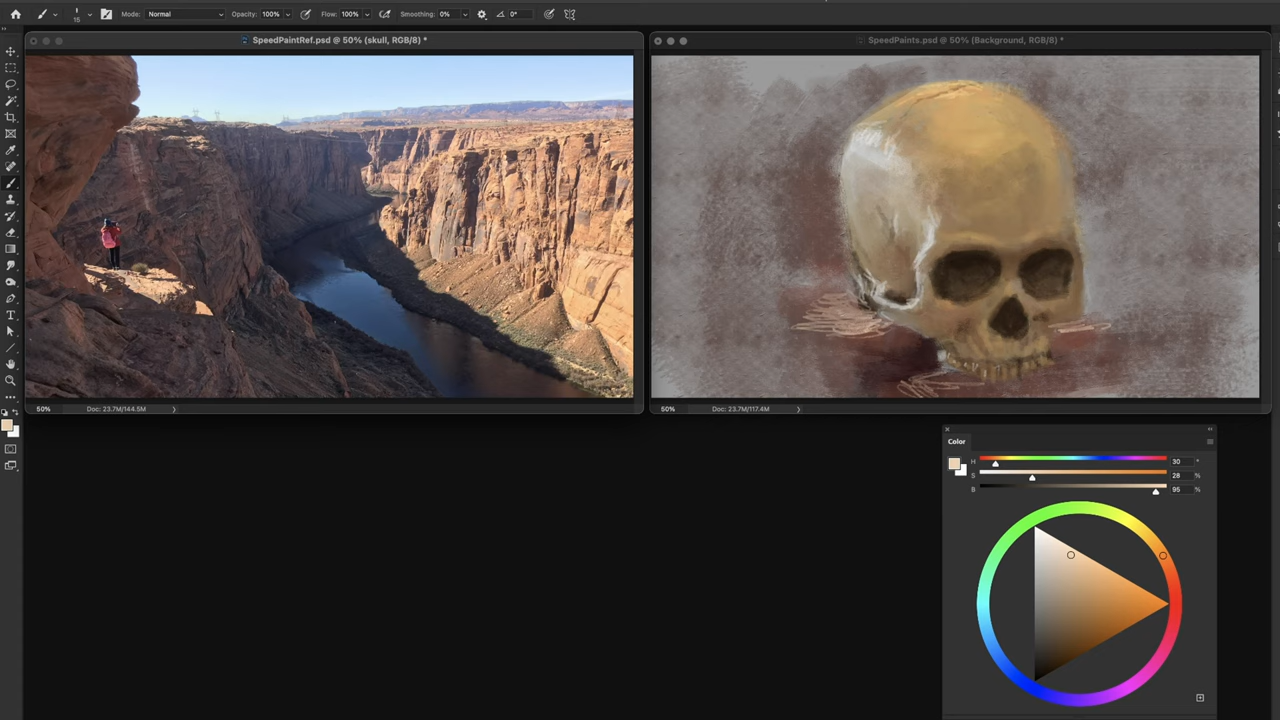 15 Mode: Normal Opacity: 100% Flow: 100% Smoothing: 0% 0°
SpeedPaintRef.psd @ 50% (skull, RGB/8) *
SpeedPaints.psd @ 50% (Background, RGB/8) *
50% Doc: 23.7M/144.5M
50% Doc: 23.7M/117.4M
Color
H 30 °
S 28 %
B 95 %